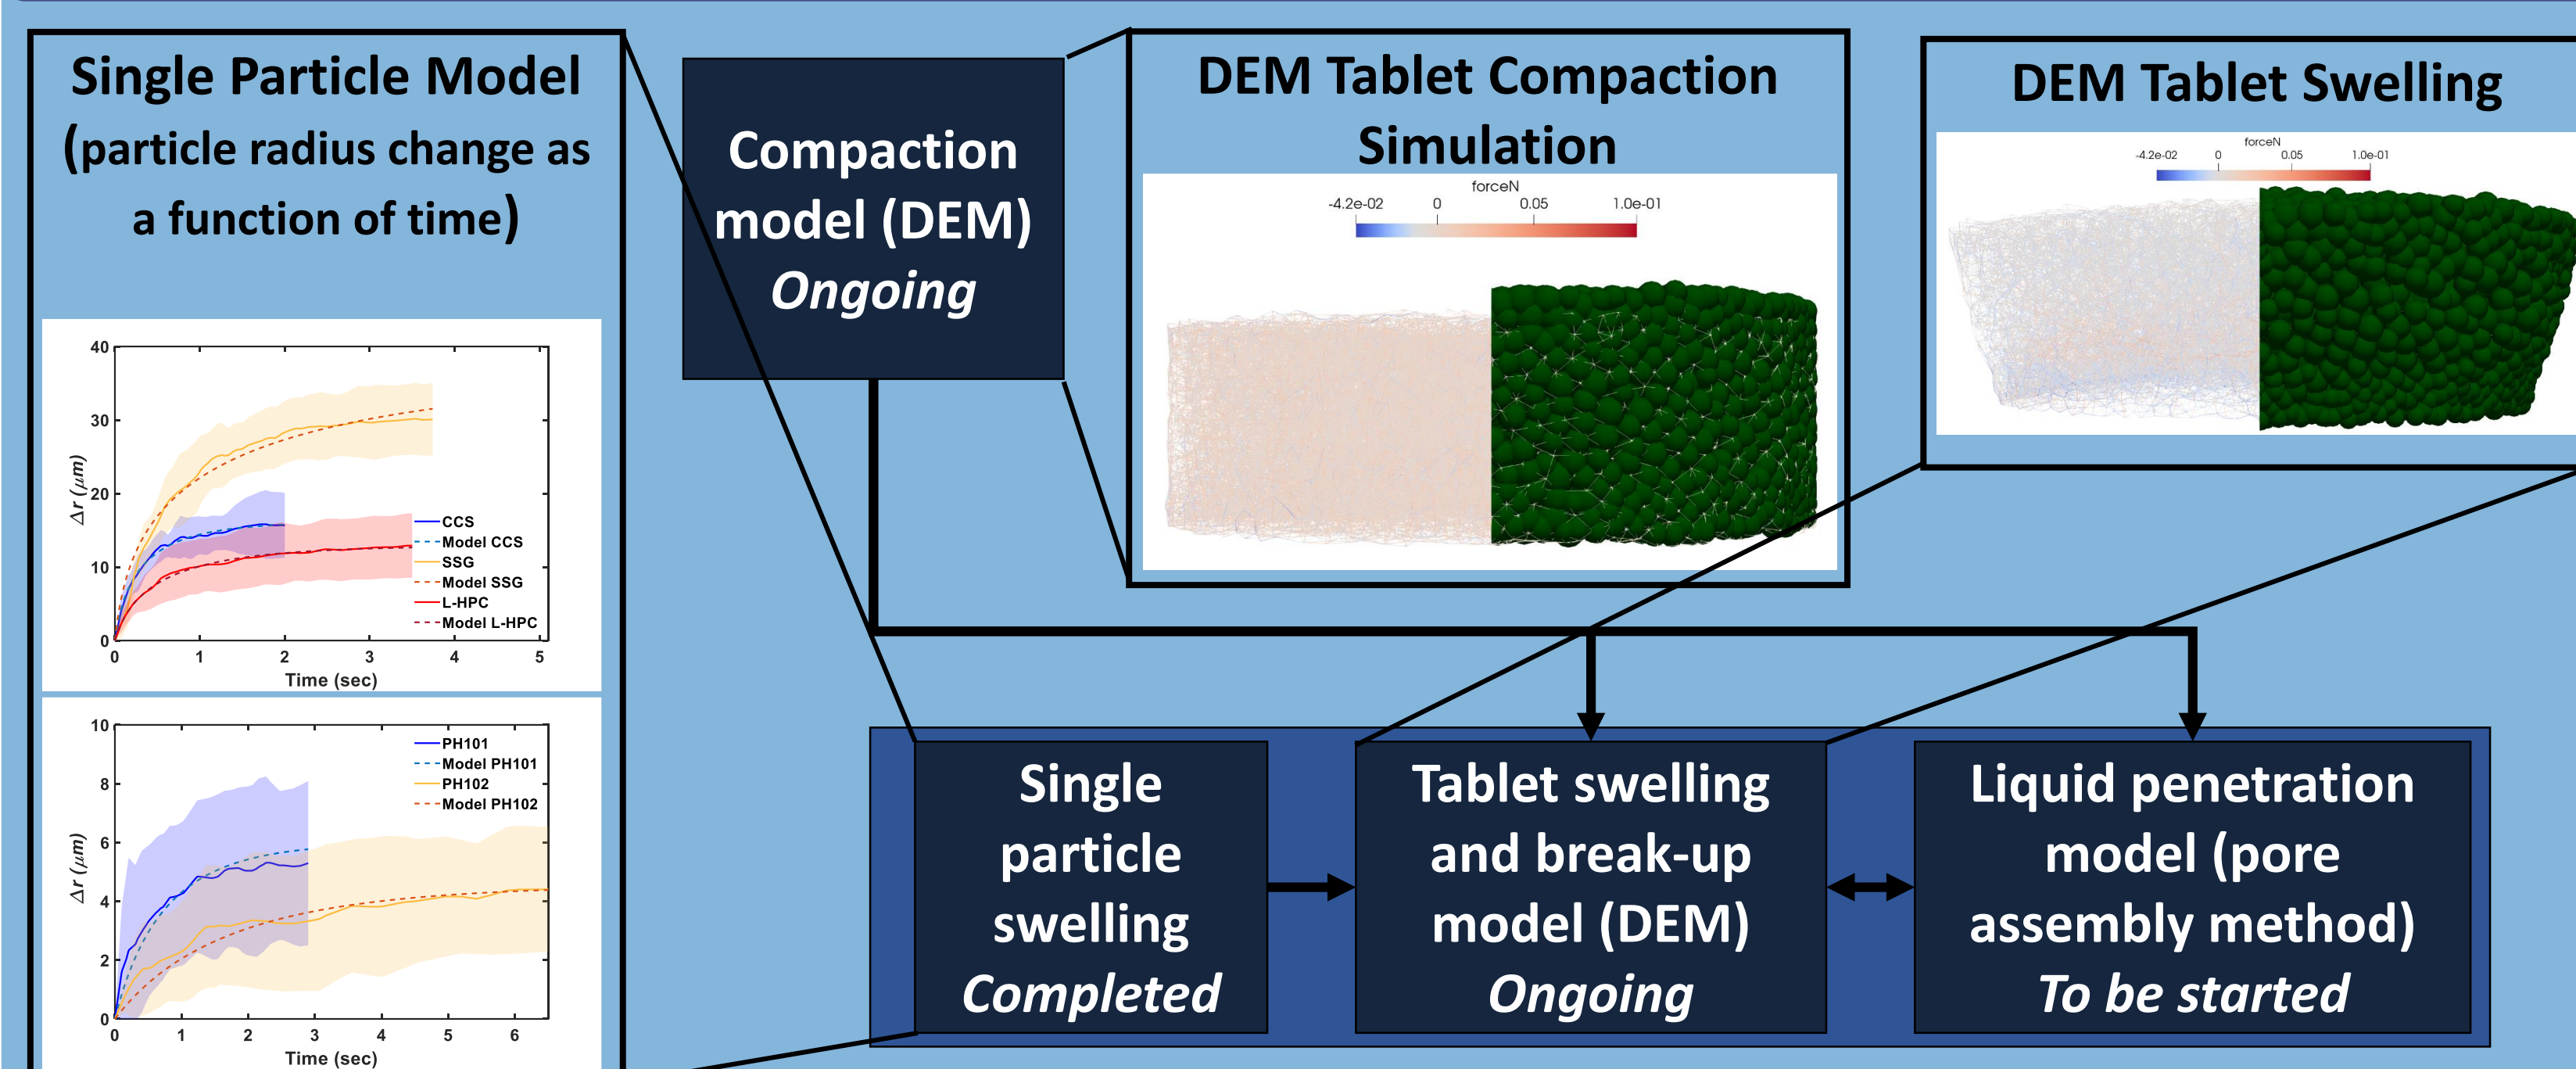 Single Particle Model
(particle radius change as
a function of time)
40
30
20
10
0
Δr (μm)
0 1 2 3 4 5
Time (sec)
CCS
Model CCS
SSG
Model SSG
L-HPC
Model L-HPC
10
8
6
4
2
0
Δr (μm)
0 1 2 3 4 5 6
Time (sec)
PH101
Model PH101
PH102
Model PH102
Compaction
model (DEM)
Ongoing
DEM Tablet Compaction
Simulation
forceN
-4.2e-02 0 0.05 1.0e-01
DEM Tablet Swelling
forceN
-4.2e-02 0 0.05 1.0e-01
Single
particle
swelling
Completed
Tablet swelling
and break-up
model (DEM)
Ongoing
Liquid penetration
model (pore
assembly method)
To be started